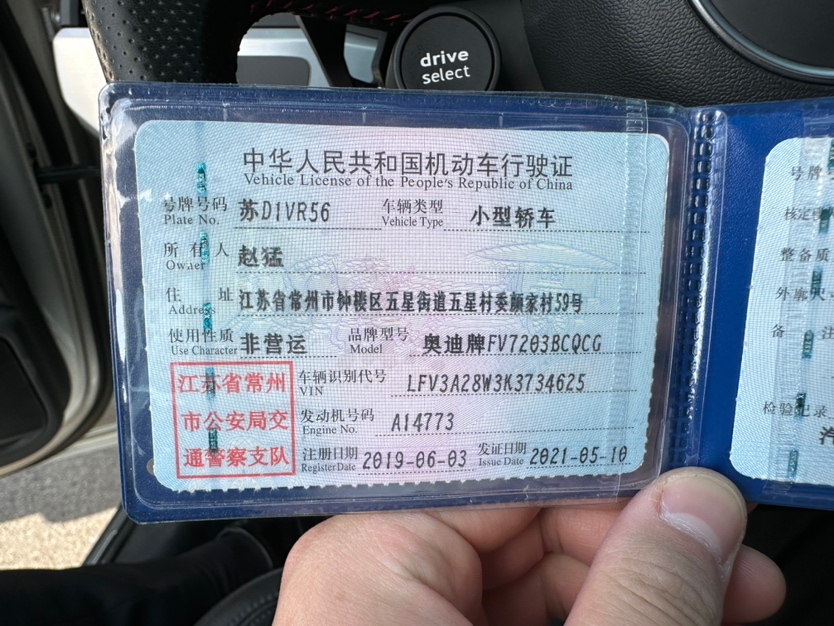 drive
select
中华人民共和国机动车行驶证
Vehicle License of the People's Republic of China
号牌号码 苏D1VR56 车辆类型 小型轿车
Plate No. Vehicle Type
所有人 赵猛
Owner
住址 江苏省常州市钟楼区五星街道五星村委颜家村59号
Address
使用性质 非营运 品牌型号 奥迪牌FV7203BCQCG
Use Character Model
江苏省常州
市公安局交
通警察支队
车辆识别代号 LFV3A28W3K3734625
VIN
发动机号码 A14773
Engine No.
注册日期 2019-06-03 发证日期 2021-05-10
Register Date Issue Date
号牌
核定
整备质
外廓尺
备注
检验记录